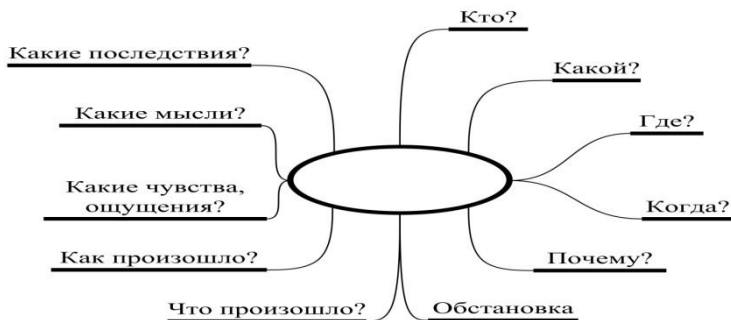 Кто?
Какие последствия?
Какой?
Какие мысли?
Где?
Какие чувства,
ощущения?
Когда?
Как произошло?
Почему?
Что произошло?
Обстановка